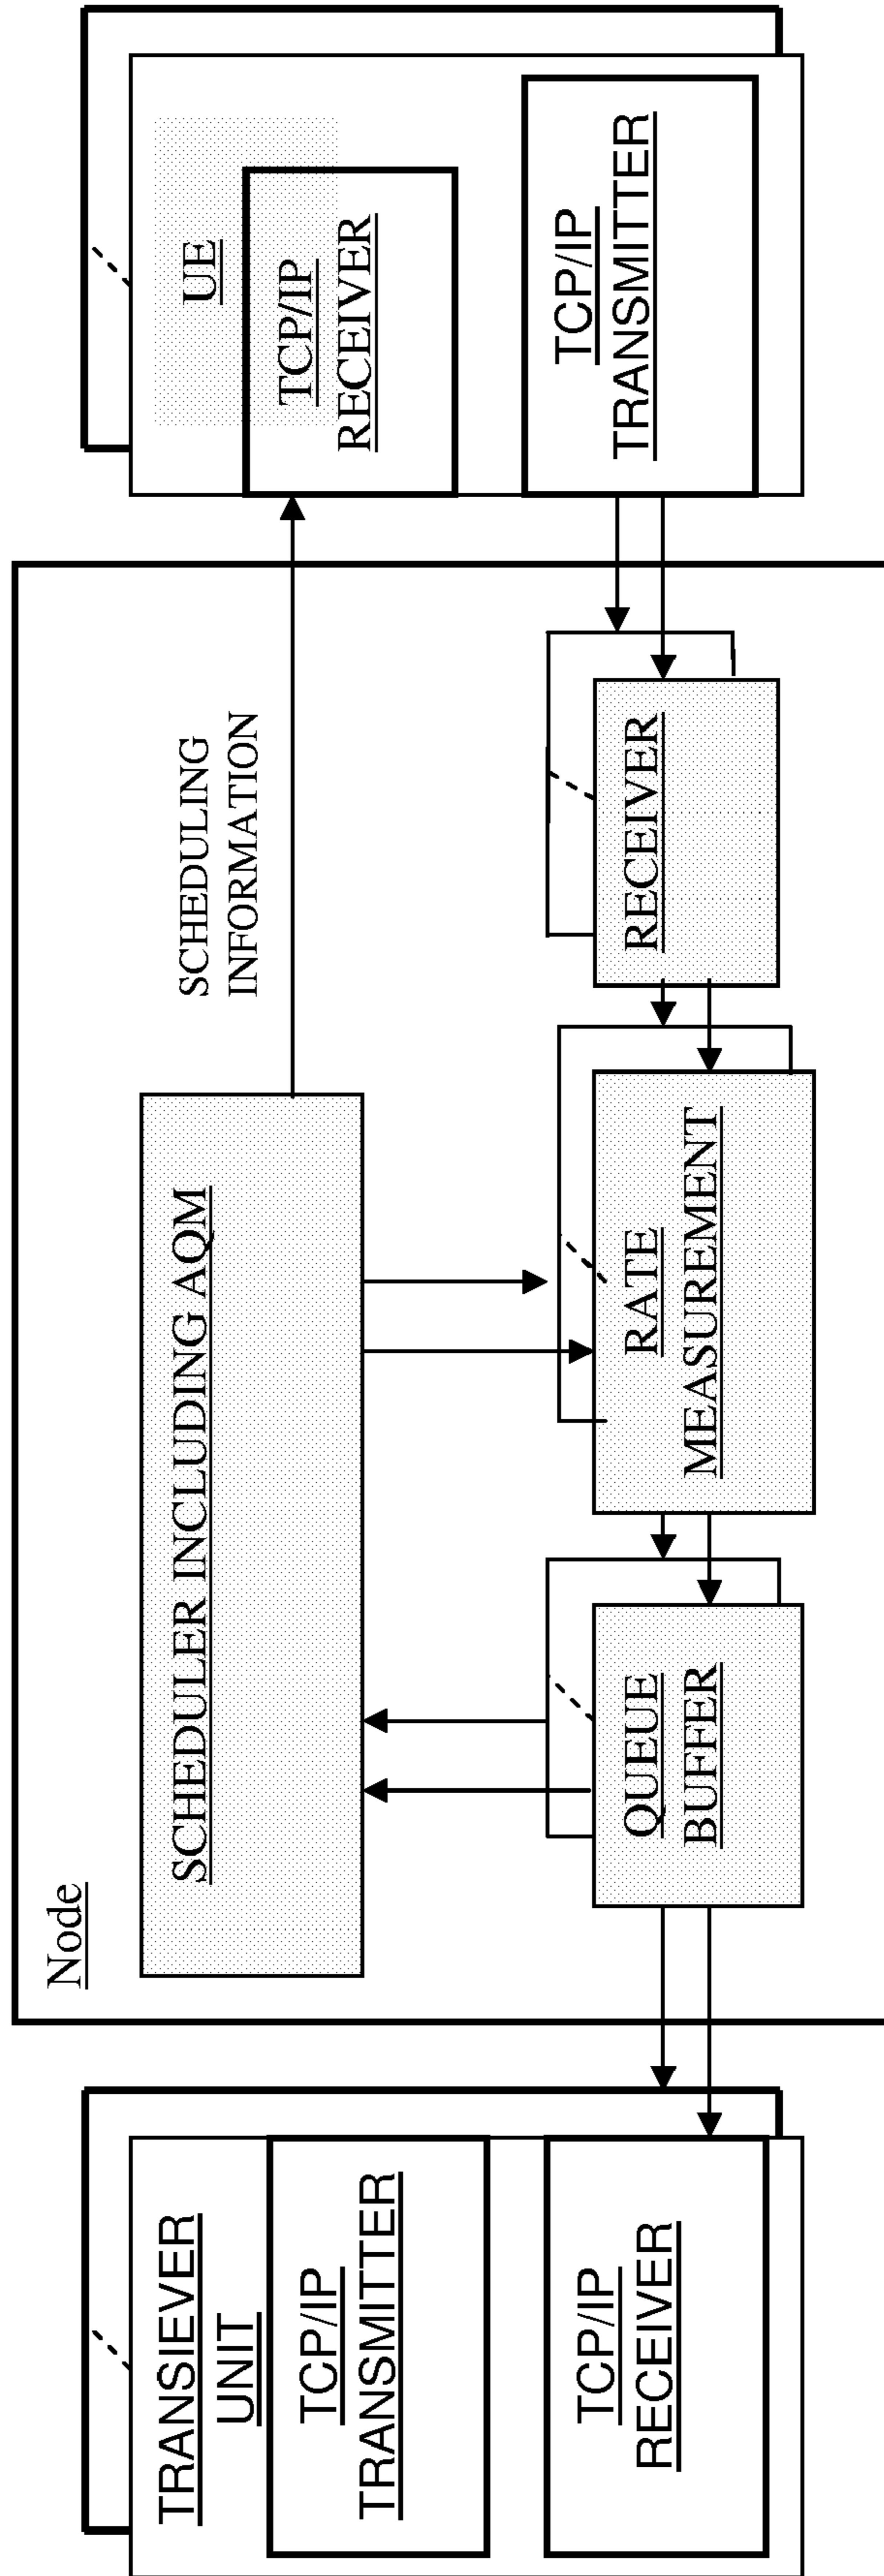 Node
TRANSIEVER
UNIT
TCP/IP
TRANSMITTER
TCP/IP
RECEIVER
SCHEDULER INCLUDING AQM
SCHEDULING
INFORMATION
QUEUE
BUFFER
RATE
MEASUREMENT
RECEIVER
UE
TCP/IP
RECEIVER
TCP/IP
TRANSMITTER